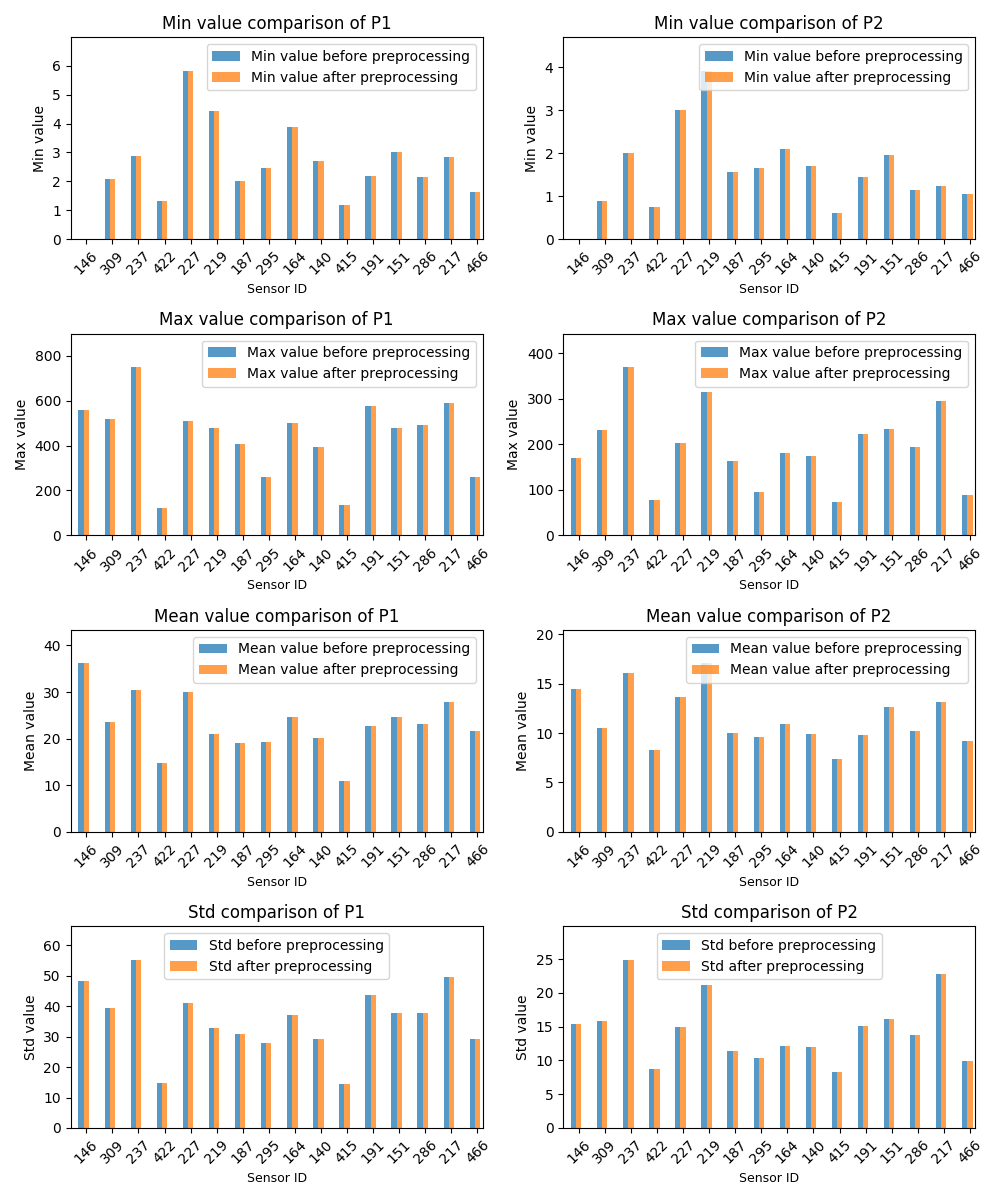 Min value comparison of P1
Min value before preprocessing
Min value after preprocessing
Min value
6
5
4
3
2
1
0
146 309 237 422 227 219 187 295 164 140 415 191 151 286 217 466
Sensor ID
Min value comparison of P2
Min value before preprocessing
Min value after preprocessing
Min value
4
3
2
1
0
146 309 237 422 227 219 187 295 164 140 415 191 151 286 217 466
Sensor ID
Max value comparison of P1
Max value before preprocessing
Max value after preprocessing
Max value
800
600
400
200
0
146 309 237 422 227 219 187 295 164 140 415 191 151 286 217 466
Sensor ID
Max value comparison of P2
Max value before preprocessing
Max value after preprocessing
Max value
400
300
200
100
0
146 309 237 422 227 219 187 295 164 140 415 191 151 286 217 466
Sensor ID
Mean value comparison of P1
Mean value before preprocessing
Mean value after preprocessing
Mean value
40
30
20
10
0
146 309 237 422 227 219 187 295 164 140 415 191 151 286 217 466
Sensor ID
Mean value comparison of P2
Mean value before preprocessing
Mean value after preprocessing
Mean value
20
15
10
5
0
146 309 237 422 227 219 187 295 164 140 415 191 151 286 217 466
Sensor ID
Std comparison of P1
Std before preprocessing
Std after preprocessing
Std value
60
50
40
30
20
10
0
146 309 237 422 227 219 187 295 164 140 415 191 151 286 217 466
Sensor ID
Std comparison of P2
Std before preprocessing
Std after preprocessing
Std value
25
20
15
10
5
0
146 309 237 422 227 219 187 295 164 140 415 191 151 286 217 466
Sensor ID